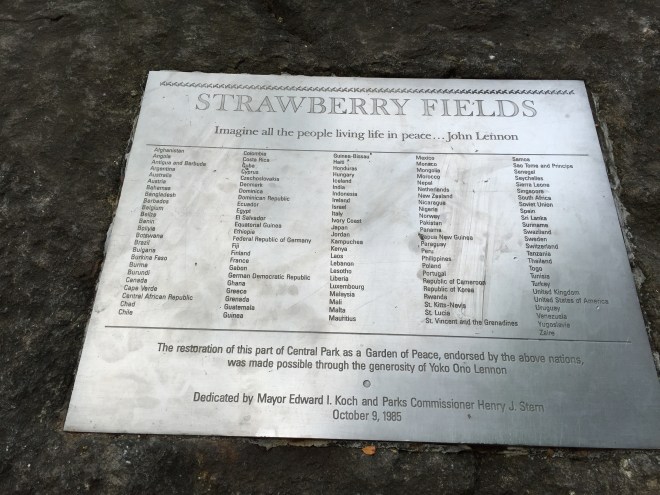 STRAWBERRY FIELDS
Imagine all the people living life in peace...John Lennon
Afghanistan
Angola
Antigua and Barbuda
Argentina
Australia
Austria
Bahamas
Bangladesh
Barbados
Belgium
Belize
Benin
Bolivia
Botswana
Brazil
Bulgaria
Burkina Faso
Burma
Burundi
Canada
Cape Verde
Central African Republic
Chad
Chile
Colombia
Costa Rica
Cuba
Cyprus
Czechoslovakia
Denmark
Dominica
Dominican Republic
Ecuador
Egypt
El Salvador
Equatorial Guinea
Ethiopia
Federal Republic of Germany
Fiji
Finland
France
Gabon
German Democratic Republic
Ghana
Greece
Grenada
Guatemala
Guinea
Guinea-Bissau
Haiti
Honduras
Hungary
Iceland
India
Indonesia
Ireland
Israel
Italy
Ivory Coast
Japan
Jordan
Kampuchea
Kenya
Laos
Lebanon
Lesotho
Liberia
Luxembourg
Malaysia
Mali
Malta
Mauritius
Mexico
Monaco
Mongolia
Morocco
Nepal
Netherlands
New Zealand
Nicaragua
Nigeria
Norway
Pakistan
Panama
Papua New Guinea
Paraguay
Peru
Philippines
Poland
Portugal
Republic of Cameroon
Republic of Korea
Rwanda
St. Kitts-Nevis
St. Lucia
St. Vincent and the Grenadines
Samoa
Sao Tome and Principe
Senegal
Seychelles
Sierra Leone
Singapore
South Africa
Soviet Union
Spain
Sri Lanka
Suriname
Swaziland
Sweden
Switzerland
Tanzania
Thailand
Togo
Tunisia
Turkey
United Kingdom
United States of America
Uruguay
Venezuela
Yugoslavia
Zaire
The restoration of this part of Central Park as a Garden of Peace, endorsed by the above nations,
was made possible through the generosity of Yoko Ono Lennon
Dedicated by Mayor Edward I. Koch and Parks Commissioner Henry J. Stern
October 9, 1985